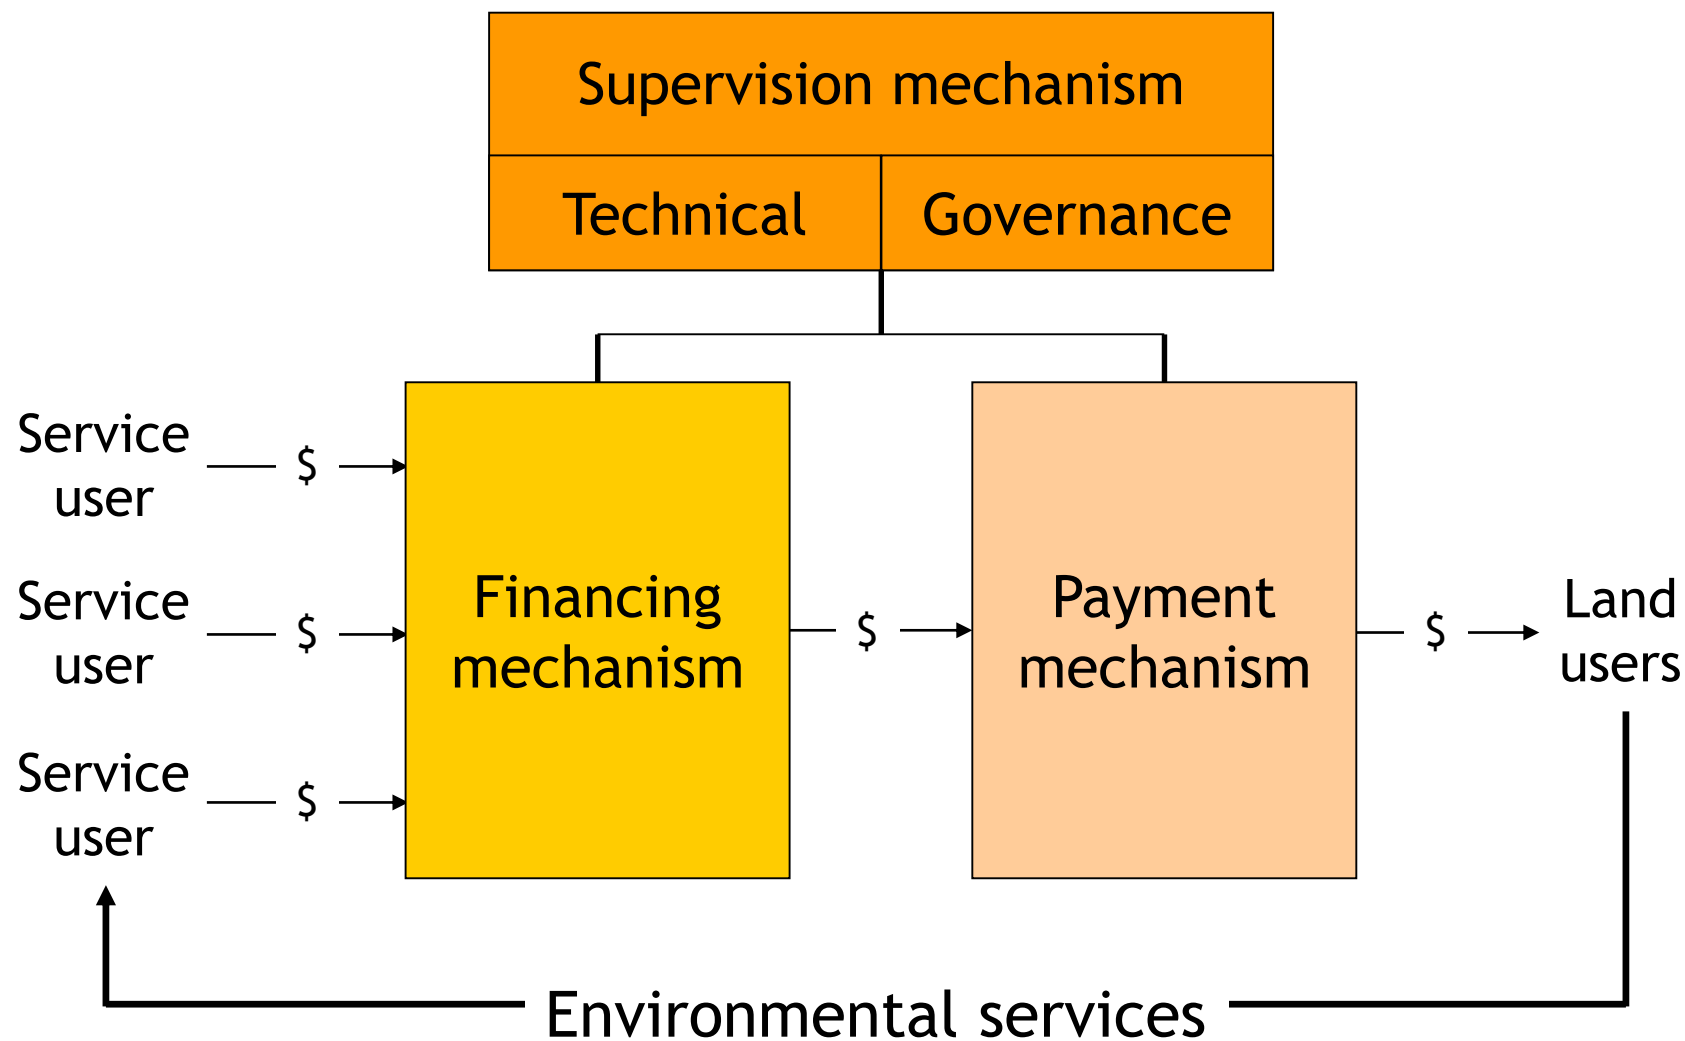 Supervision mechanism
Technical
Governance
Service
user
$
Service
user
$
Service
user
$
Financing
mechanism
$
Payment
mechanism
$
Land
users
Environmental services